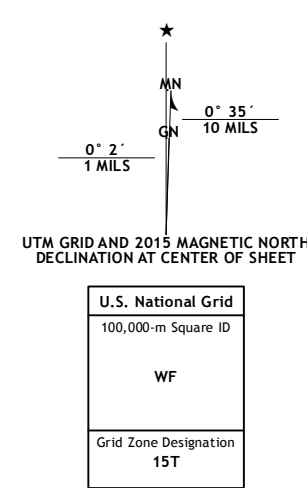 ★
MN
0° 35´
10 MILS
GN
0° 2´
1 MILS
UTM GRID AND 2015 MAGNETIC NORTH
DECLINATION AT CENTER OF SHEET
U.S. National Grid
100,000-m Square ID
WF
Grid Zone Designation
15T